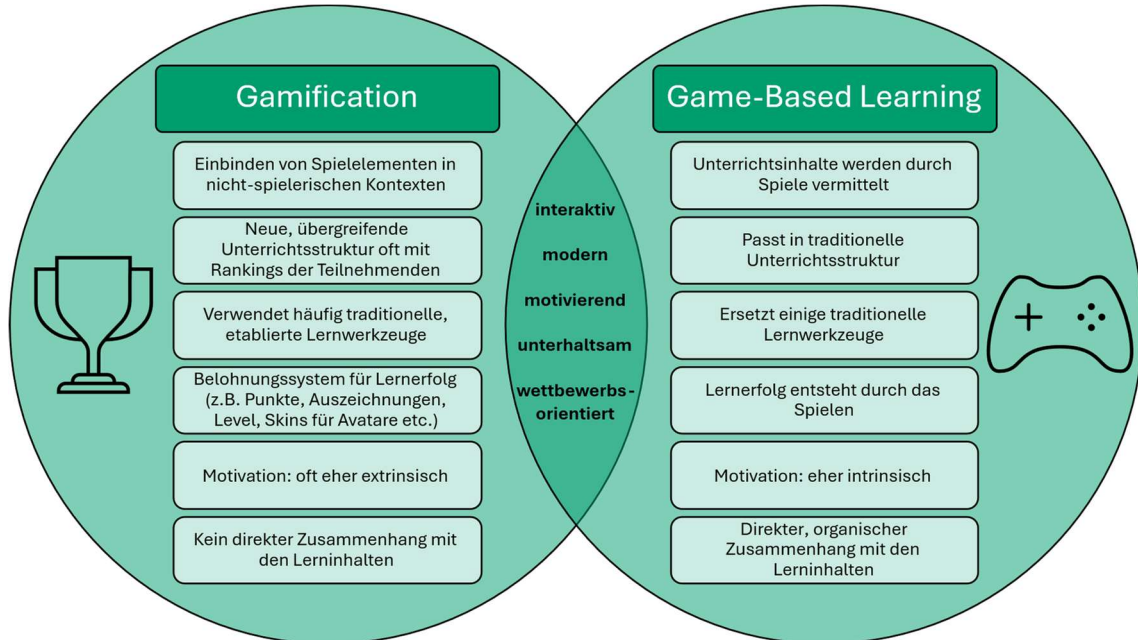 Gamification
Einbinden von Spielelementen in
nicht-spielerischen Kontexten
Neue, übergreifende
Unterrichtsstruktur oft mit
Rankings der Teilnehmenden
Verwendet häufig traditionelle,
etablierte Lernwerkzeuge
Belohnungssystem für Lernerfolg
(z.B. Punkte, Auszeichnungen,
Level, Skins für Avatare etc.)
Motivation: oft eher extrinsisch
Kein direkter Zusammenhang mit
den Lerninhalten
interaktiv
modern
motivierend
unterhaltsam
wettbewerbs-
orientiert
Game-Based Learning
Unterrichtsinhalte werden durch
Spiele vermittelt
Passt in traditionelle
Unterrichtsstruktur
Ersetzt einige traditionelle
Lernwerkzeuge
Lernerfolg entsteht durch das
Spielen
Motivation: eher intrinsisch
Direkter, organischer
Zusammenhang mit den
Lerninhalten